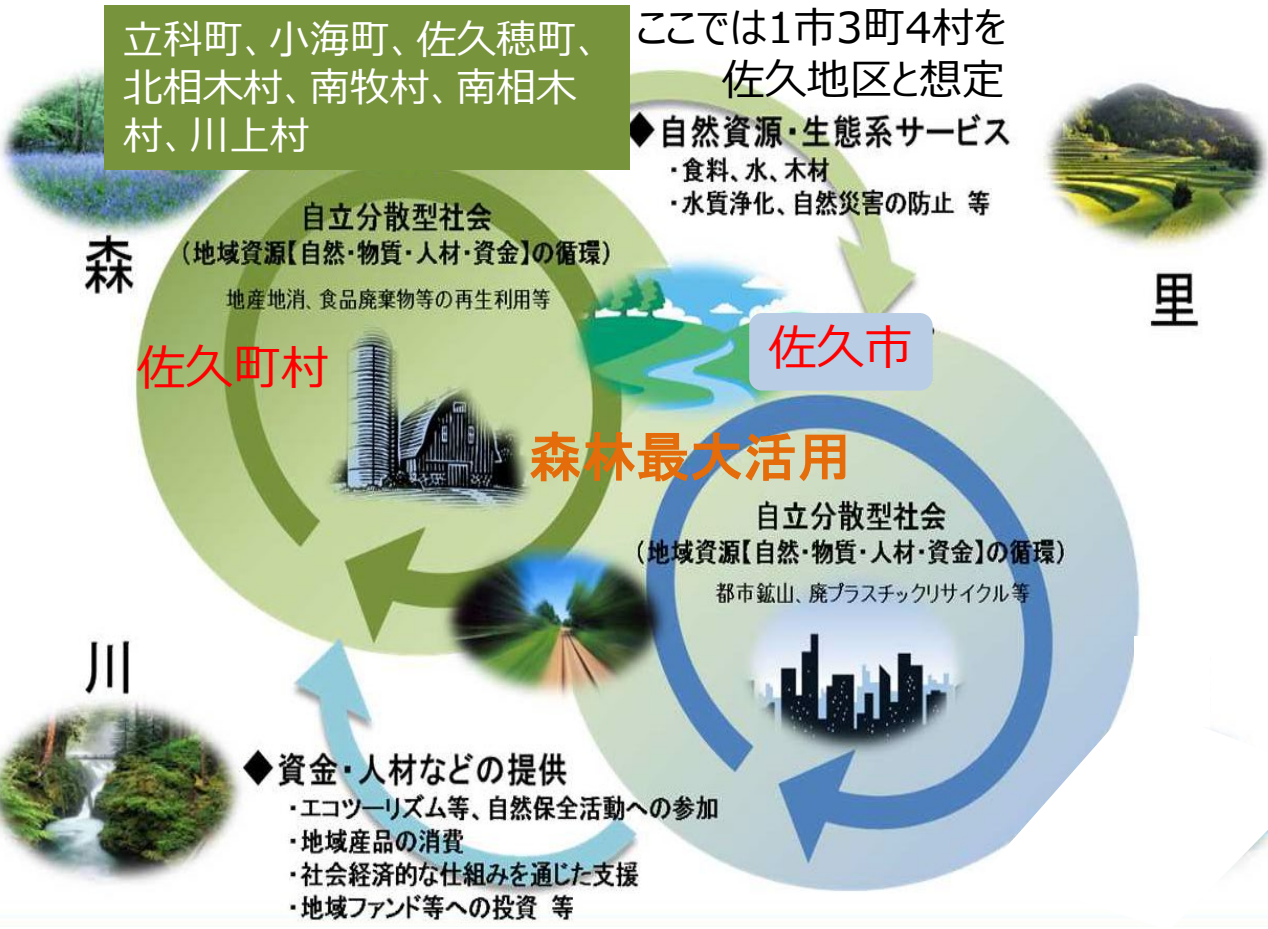 立科町、小海町、佐久穂町、
北相木村、南牧村、南相木
村、川上村
ここでは1市3町4村を
佐久地区と想定
◆自然資源・生態系サービス
・食料、水、木材
・水質浄化、自然災害の防止 等
森
里
自立分散型社会
(地域資源【自然・物質・人材・資金】の循環)
地産地消、食品廃棄物等の再生利用等
佐久町村
佐久市
森林最大活用
自立分散型社会
(地域資源【自然・物質・人材・資金】の循環)
都市鉱山、廃プラスチックリサイクル等
川
◆資金・人材などの提供
・エコツーリズム等、自然保全活動への参加
・地域産品の消費
・社会経済的な仕組みを通じた支援
・地域ファンド等への投資 等